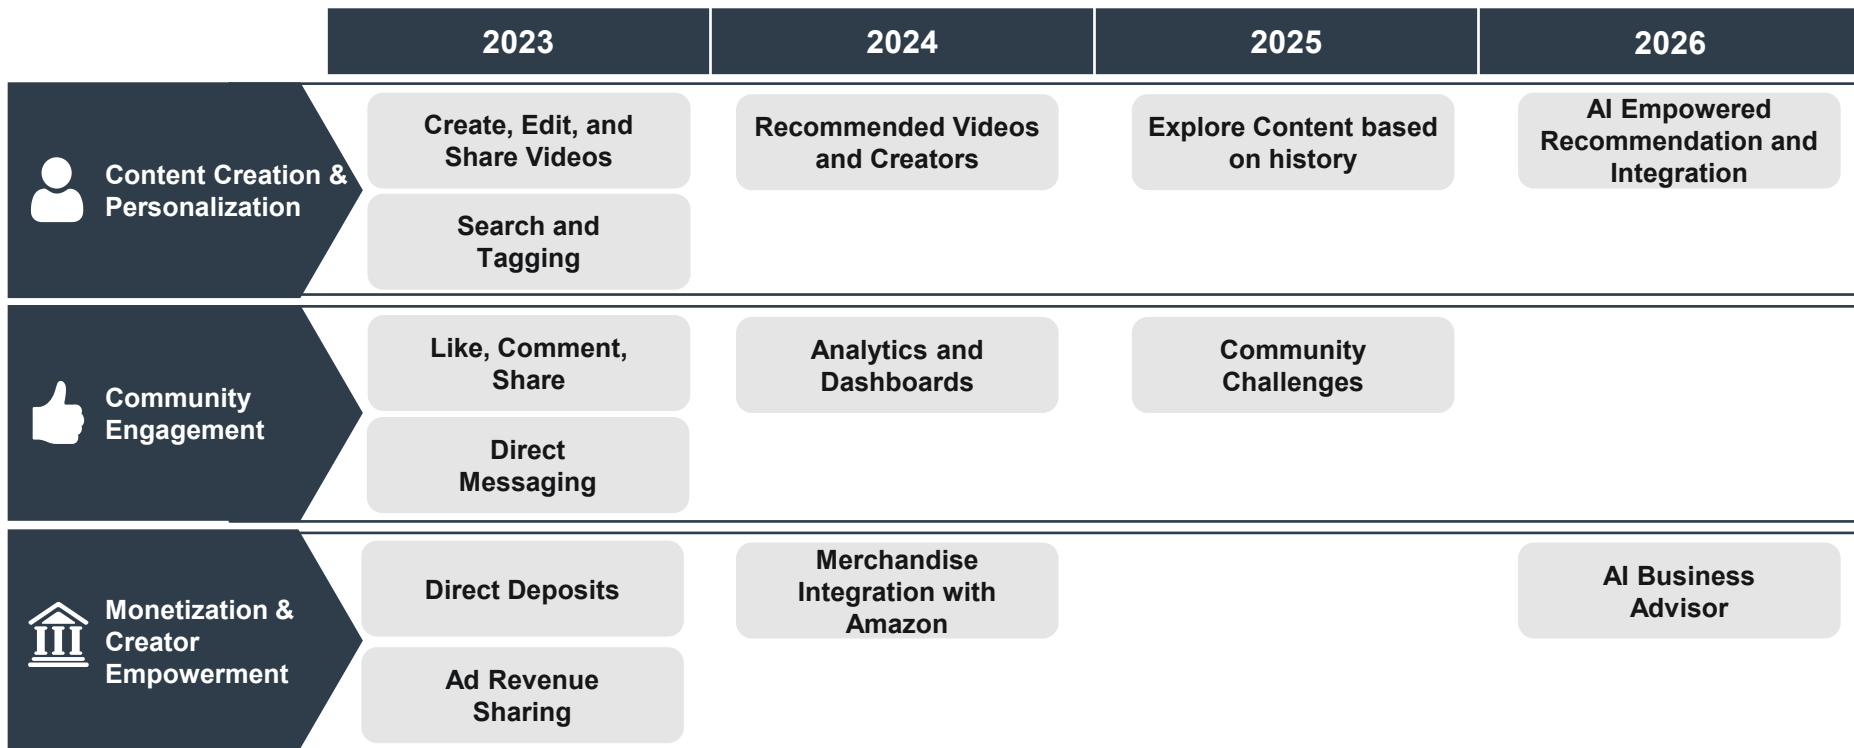 2023
2024
2025
2026
Content Creation &
Personalization
Create, Edit, and
Share Videos
Search and
Tagging
Recommended Videos
and Creators
Explore Content based
on history
AI Empowered
Recommendation and
Integration
Community
Engagement
Like, Comment,
Share
Direct
Messaging
Analytics and
Dashboards
Community
Challenges
Monetization &
Creator
Empowerment
Direct Deposits
Ad Revenue
Sharing
Merchandise
Integration with
Amazon
AI Business
Advisor